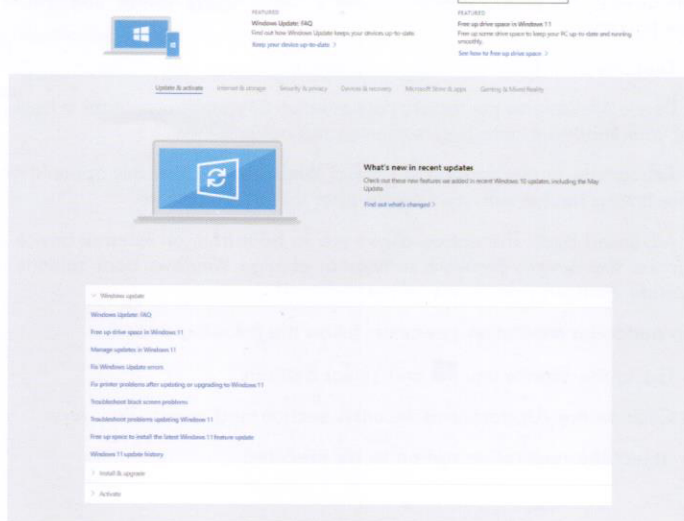 FEATURED
Windows Update: FAQ
Find out how Windows Update keeps your devices up-to-date.
Keep your device up-to-date >
FEATURED
Free up drive space in Windows 11
Free up some drive space to keep your PC up-to-date and running
smoothly.
See how to free up drive space >
Update & activate Internet & storage Security & privacy Devices & recovery Microsoft Store & apps Gaming & Mixed Reality
What's new in recent updates
Check out these new features we added in recent Windows 10 updates, including the May
Update.
Find out what's changed >
Windows update
Windows Update: FAQ
Free up drive space in Windows 11
Manage updates in Windows 11
Fix Windows Update errors
Fix printer problems after updating or upgrading to Windows 11
Troubleshoot black screen problems
Troubleshoot problems updating Windows 11
Free up space to install the latest Windows 11 feature update
Windows 11 update history
> Install & upgrade
> Activate